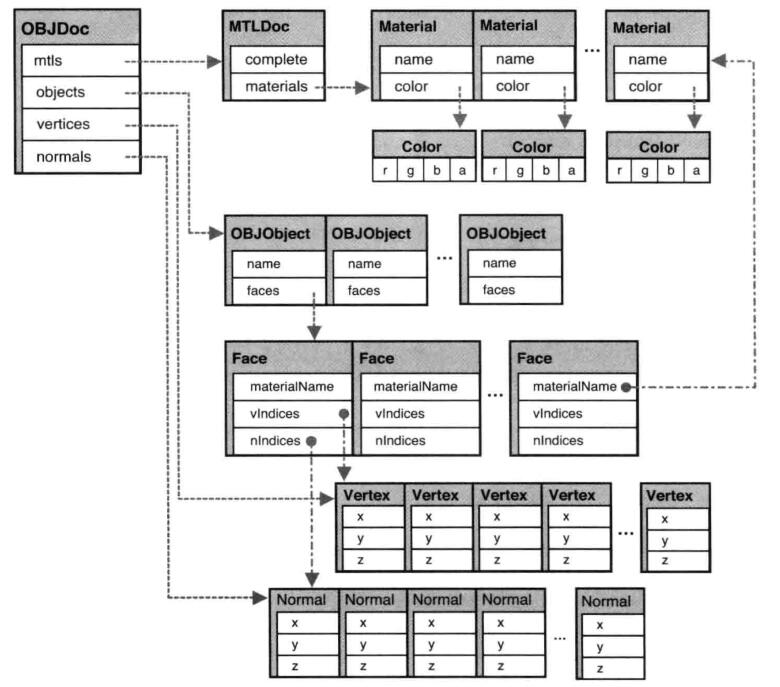 OBJDoc
mtls
objects
vertices
normals
MTLDoc
complete
materials
Material Material ... Material
name name name
color color color
Color Color Color
r g b a r g b a r g b a
OBJObject OBJObject ... OBJObject
name name name
faces faces faces
Face Face ... Face
materialName materialName materialName
vIndices vIndices vIndices
nIndices nIndices nIndices
Vertex Vertex Vertex Vertex ... Vertex
x x x x x
y y y y y
z z z z z
Normal Normal Normal Normal ... Normal
x x x x x
y y y y y
z z z z z